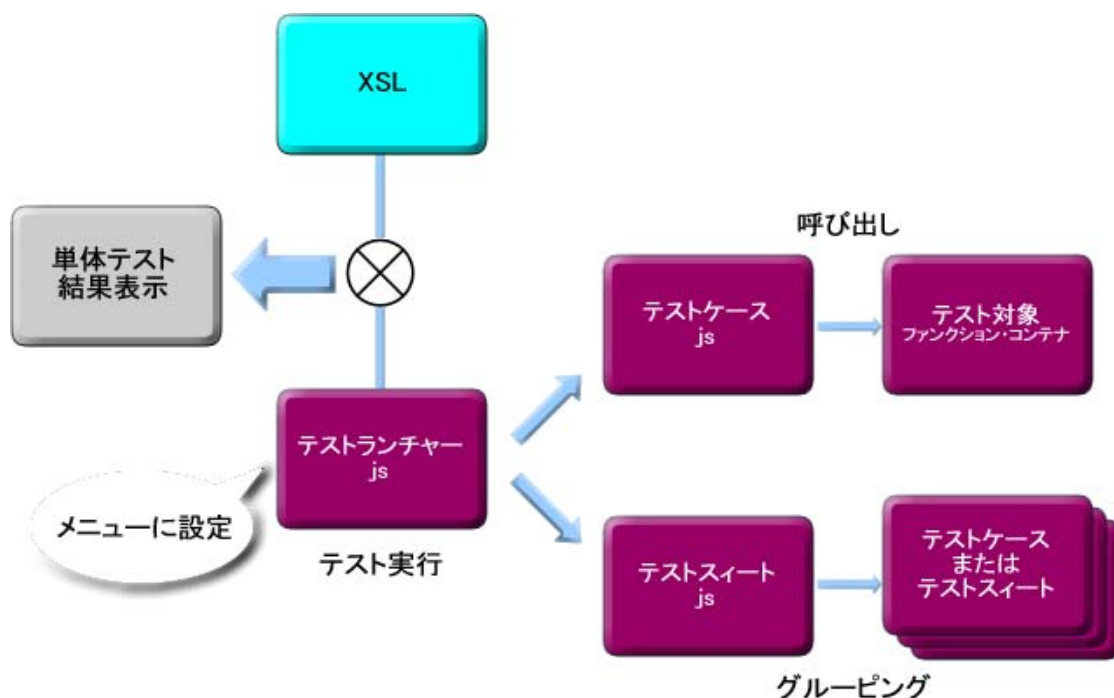 XSL
単体テスト
結果表示
呼び出し
テストケース
js
テスト対象
ファンクション・コンテナ
テストランチャー
js
メニューに設定
テスト実行
テストスィート
js
テストケース
または
テストスィート
グルーピング